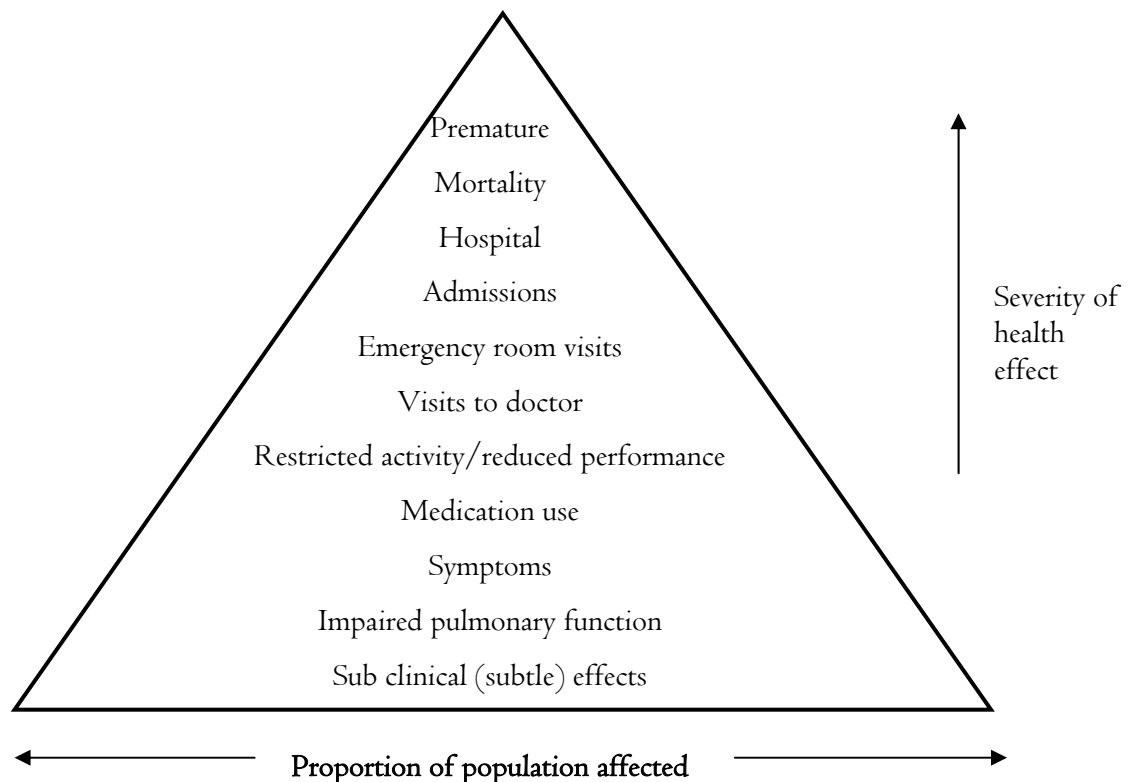 Premature
Mortality
Hospital
Admissions
Emergency room visits
Visits to doctor
Restricted activity/reduced performance
Medication use
Symptoms
Impaired pulmonary function
Sub clinical (subtle) effects
Severity of
health
effect
Proportion of population affected